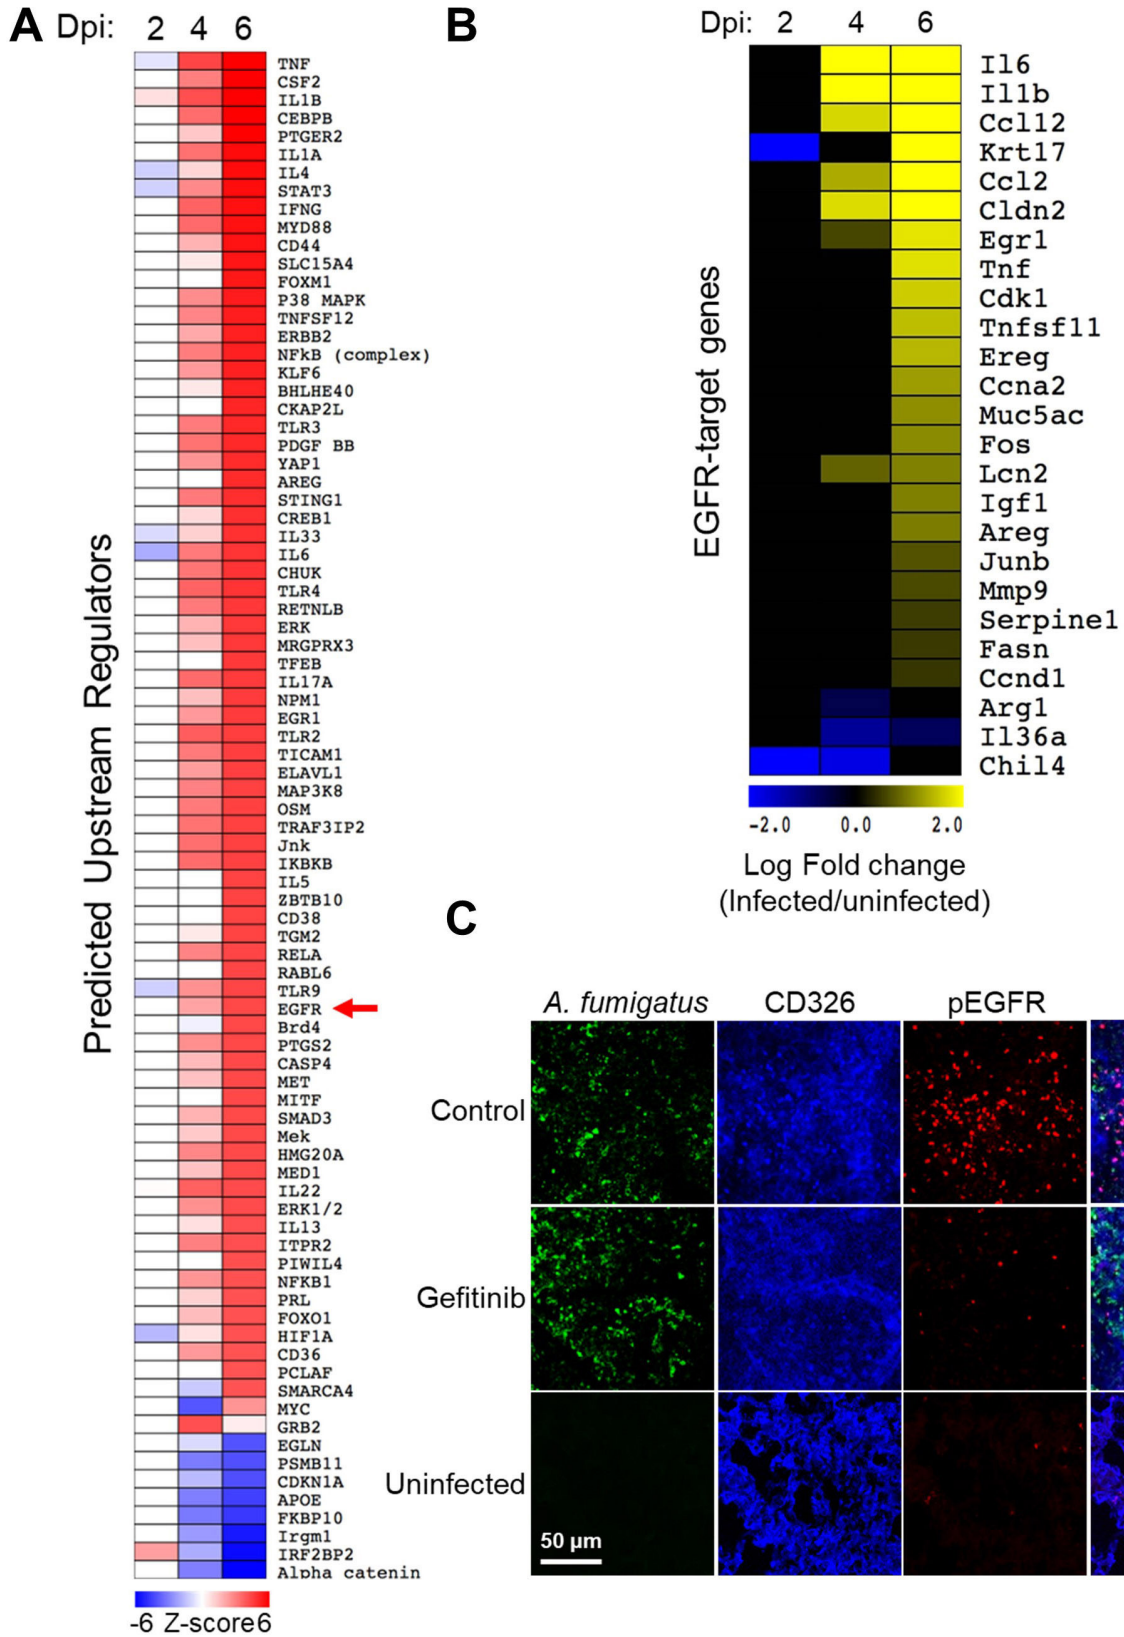 A Dpi: 2 4 6
TNF
CSF2
IL1B
CEBPB
PTGER2
IL1A
IL4
STAT3
IFNG
MYD88
CD44
SLC15A4
FOXM1
P38 MAPK
TNFSF12
ERBB2
NFkB (complex)
KLF6
BHLHE40
CKAP2L
TLR3
PDGF BB
YAP1
AREG
STING1
CREB1
IL33
IL6
CHUK
TLR4
RETNLB
ERK
MRGPRX3
TFEB
IL17A
NPM1
EGR1
TLR2
TICAM1
ELAVL1
MAP3K8
OSM
TRAF3IP2
Jnk
IKBKB
IL5
ZBTB10
CD38
TGM2
RELA
RABL6
TLR9
EGFR
Brd4
PTGS2
CASP4
MET
MITF
SMAD3
Mek
HMG20A
MED1
IL22
ERK1/2
IL13
ITPR2
PIWIL4
NFKB1
PRL
FOXO1
HIF1A
CD36
PCLAF
SMARCA4
MYC
GRB2
EGLN
PSMB11
CDKN1A
APOE
FKBP10
Irgm1
IRF2BP2
Alpha catenin
Predicted Upstream Regulators
-6 Z-score 6
B Dpi: 2 4 6
Il6
Il1b
Ccl12
Krt17
Ccl2
Cldn2
Egr1
Tnf
Cdk1
Tnfsf11
Ereg
Ccna2
Muc5ac
Fos
Lcn2
Igf1
Areg
Junb
Mmp9
Serpine1
Fasn
Ccnd1
Arg1
Il36a
Chil4
EGFR-target genes
-2.0 0.0 2.0
Log Fold change
(Infected/uninfected)
C
A. fumigatus CD326 pEGFR
Control
Gefitinib
Uninfected
50 µm